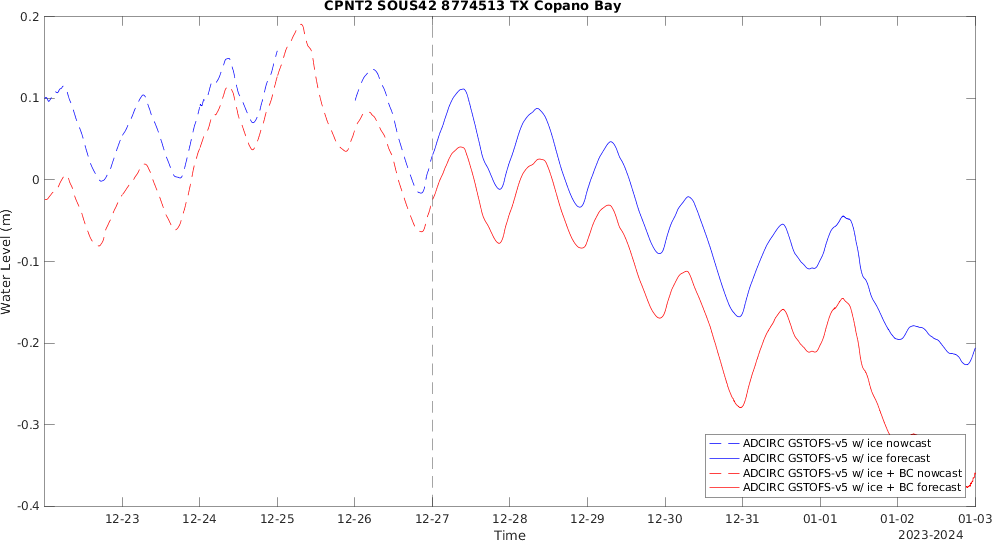 CPNT2 SOUS42 8774513 TX Copano Bay
0.2
0.1
0
-0.1
-0.2
-0.3
-0.4
Water Level (m)
ADCIRC GSTOFS-v5 w/ ice nowcast
ADCIRC GSTOFS-v5 w/ ice forecast
ADCIRC GSTOFS-v5 w/ ice + BC nowcast
ADCIRC GSTOFS-v5 w/ ice + BC forecast
12-23 12-24 12-25 12-26 12-27 12-28 12-29 12-30 12-31 01-01 01-02 01-03
Time
2023-2024